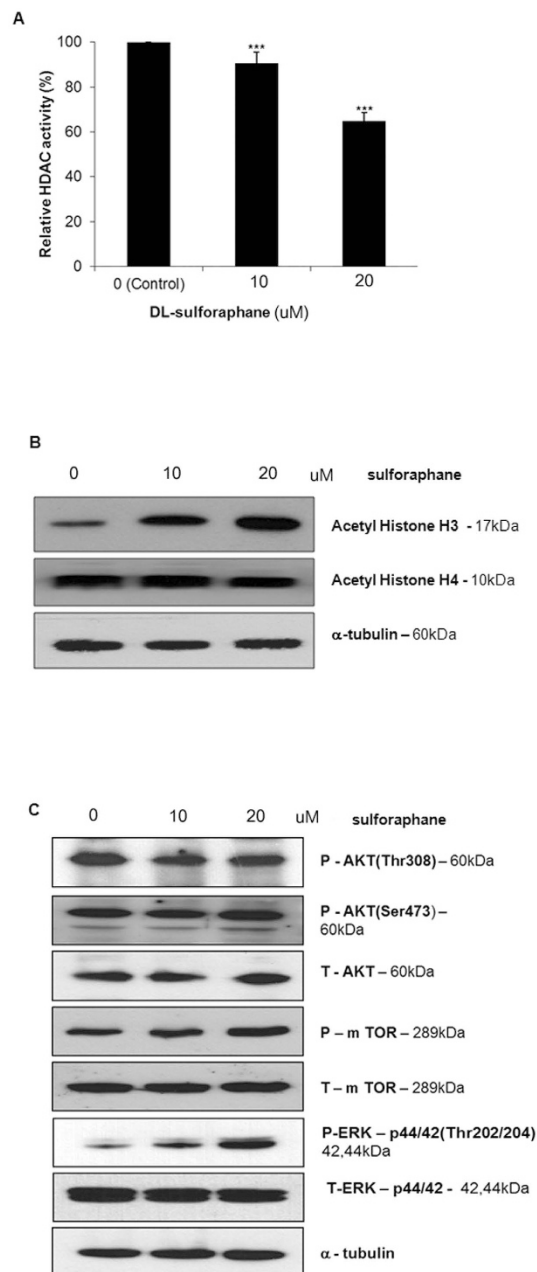 A
Relative HDAC activity (%)
100
80
60
40
20
0
***
***
0 (Control)
10
20
DL-sulforaphane (uM)
B
0 10 20 uM sulforaphane
Acetyl Histone H3 - 17kDa
Acetyl Histone H4 - 10kDa
α-tubulin – 60kDa
C
0 10 20 uM sulforaphane
P - AKT(Thr308) – 60kDa
P - AKT(Ser473) –
60kDa
T - AKT – 60kDa
P – m TOR – 289kDa
T – m TOR – 289kDa
P-ERK – p44/42(Thr202/204)
42,44kDa
T-ERK – p44/42 - 42,44kDa
α - tubulin